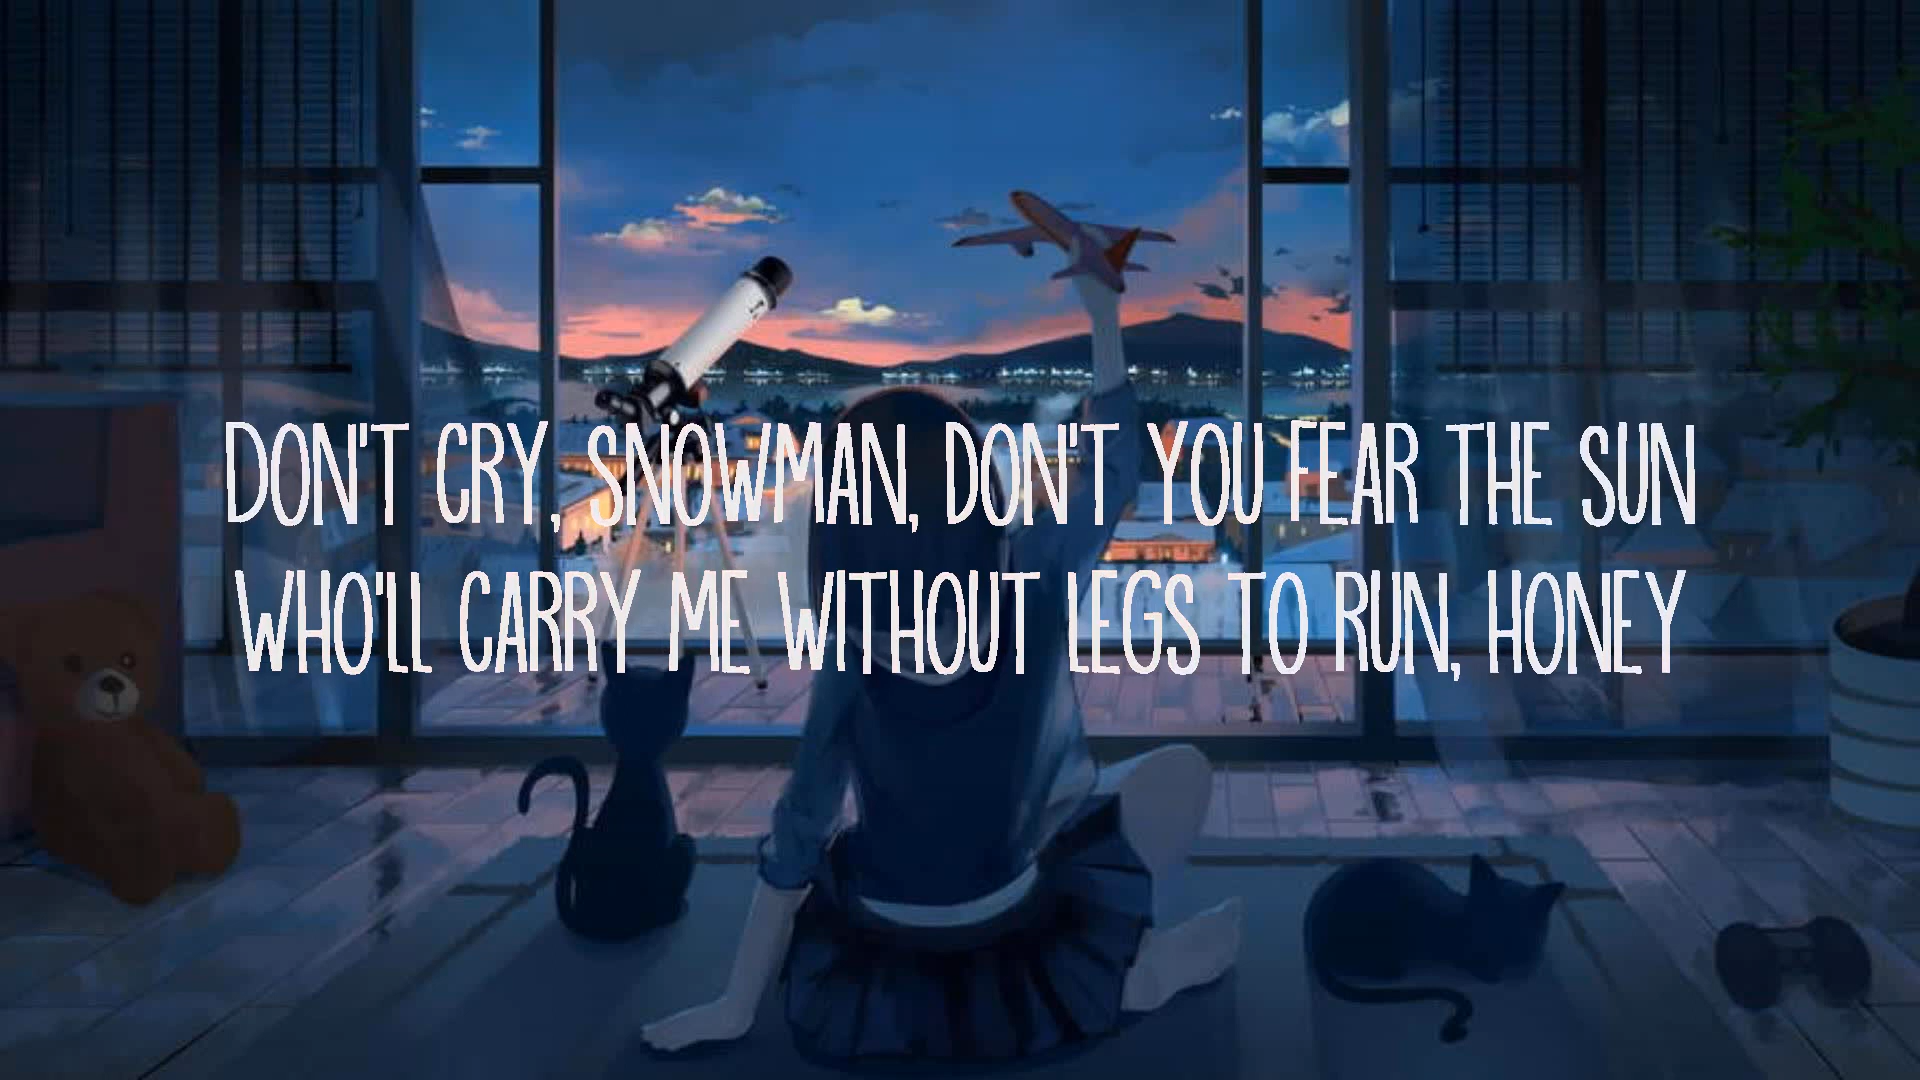 DON'T CRY, SNOWMAN, DON'T YOU FEAR THE SUN
WHO'LL CARRY ME WITHOUT LEGS TO RUN, HONEY